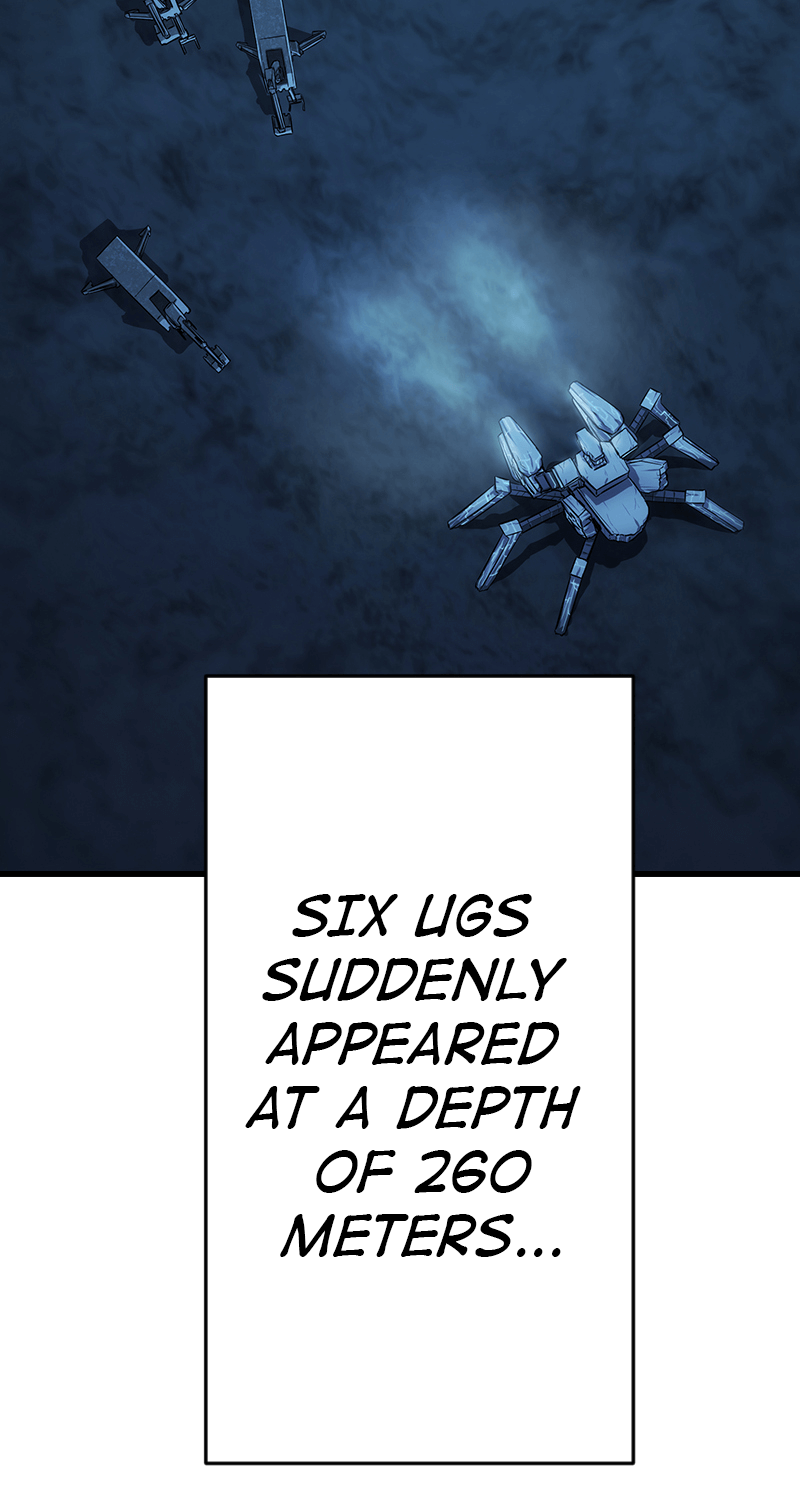 SIX UGS
SUDDENLY
APPEARED
AT A DEPTH
OF 260
METERS...